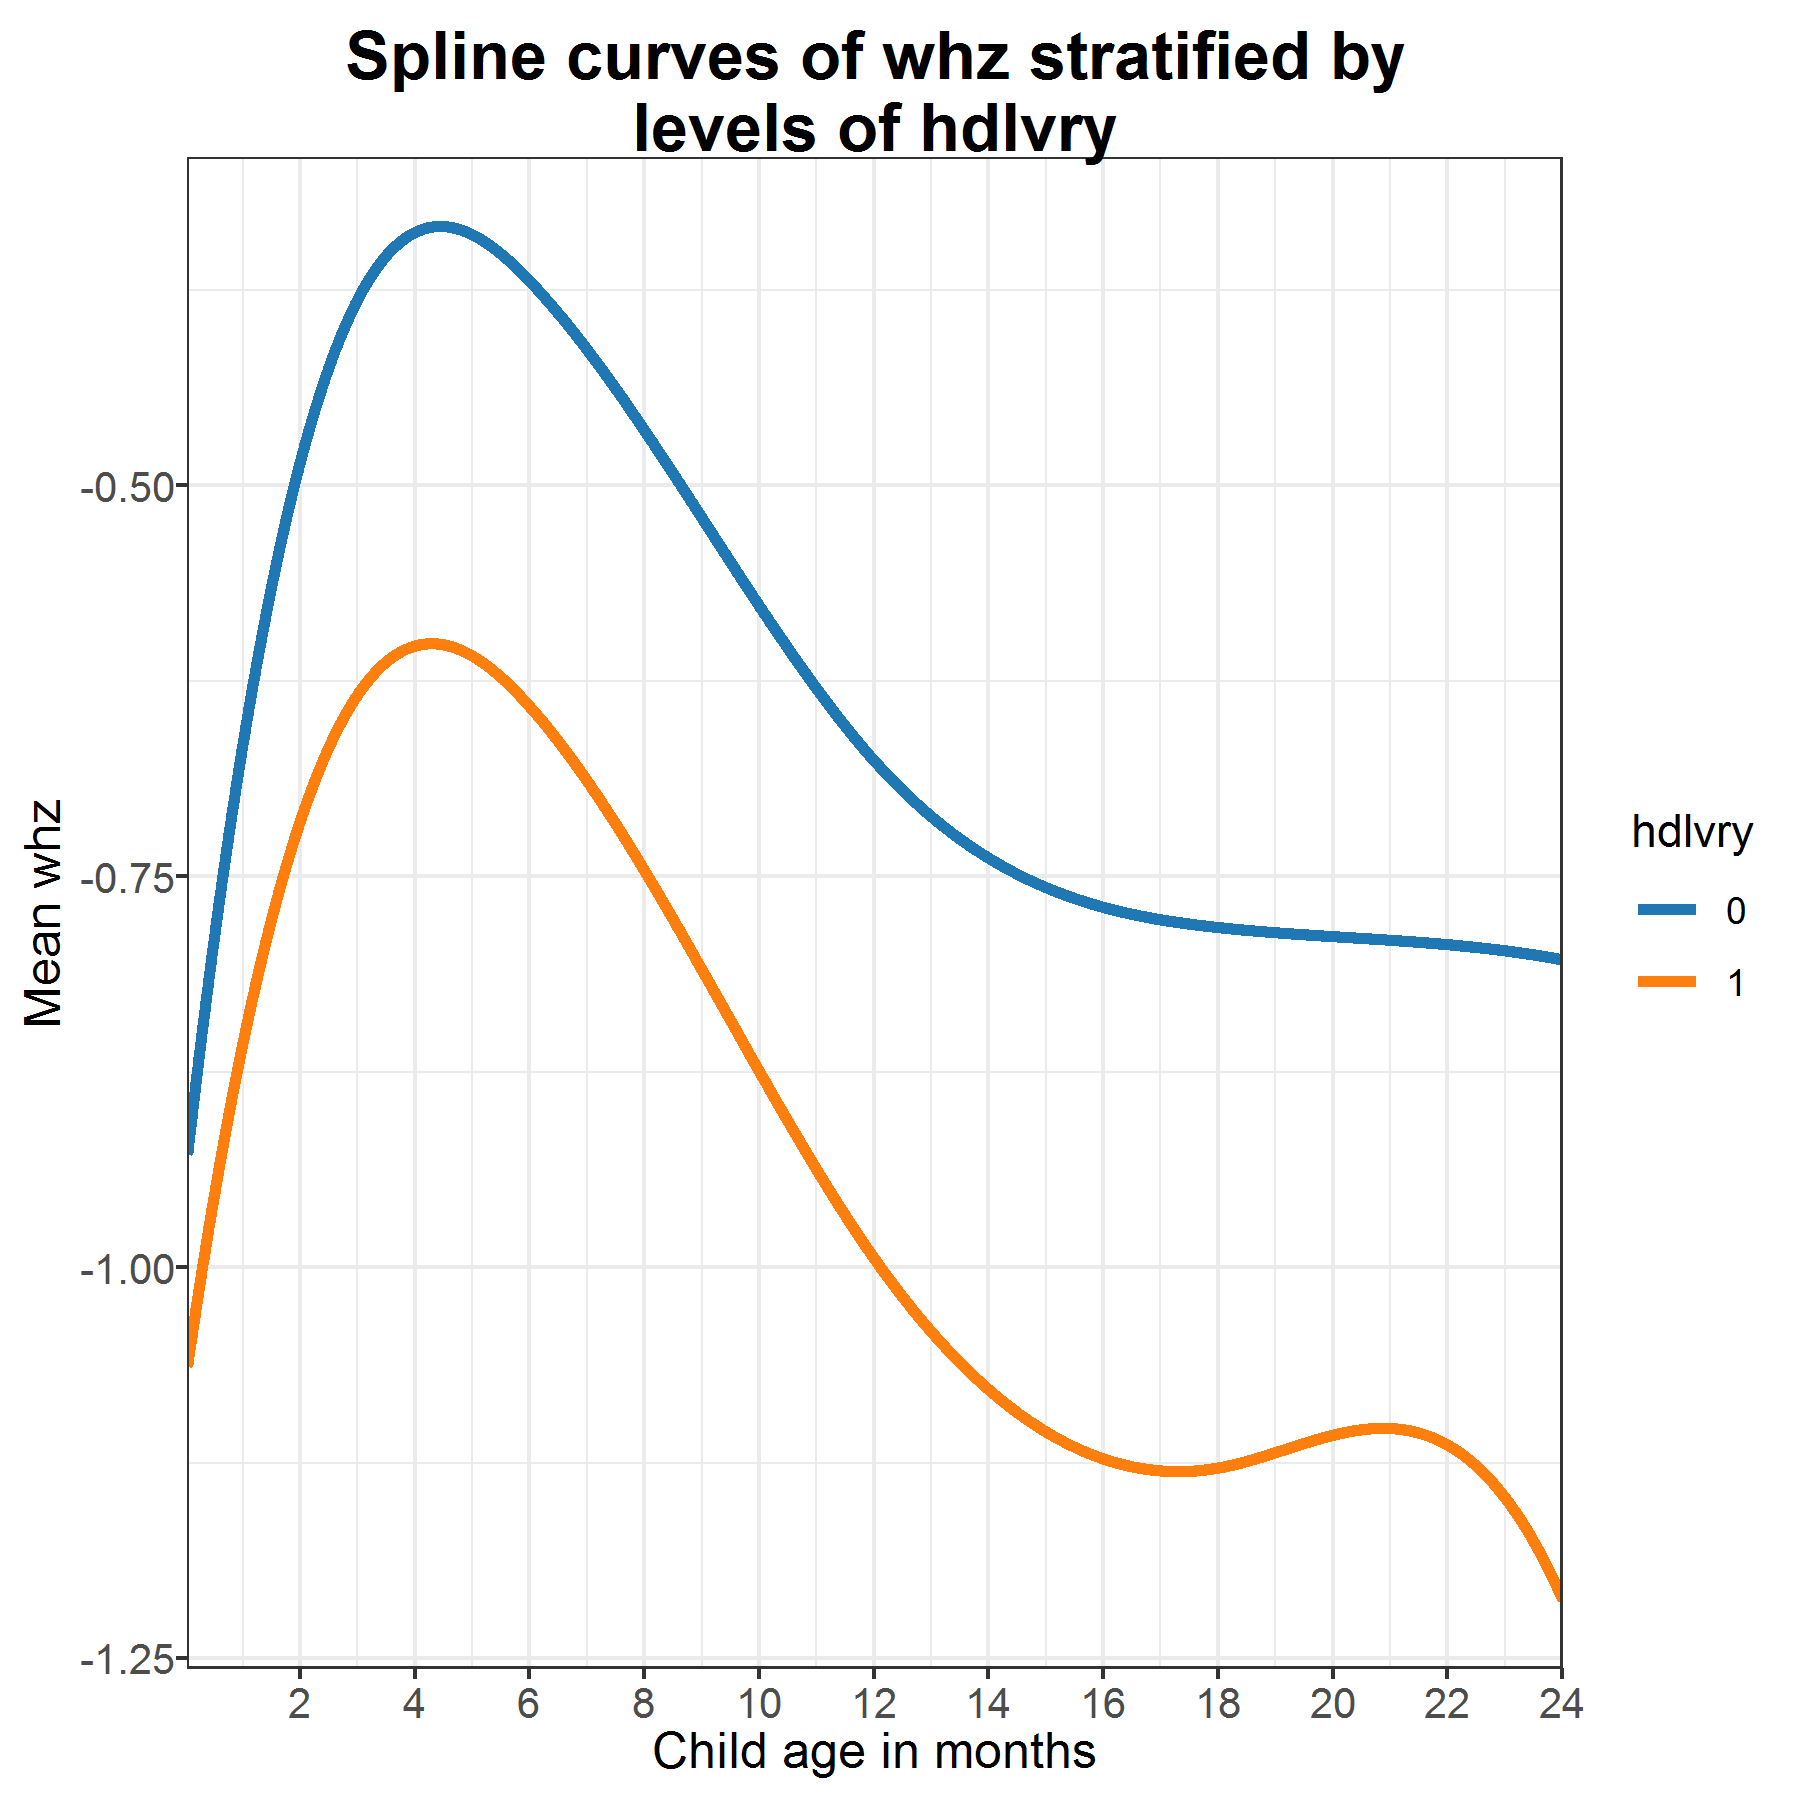 Spline curves of whz stratified by
levels of hdlvry
Mean whz
-0.50
-0.75
-1.00
-1.25
2 4 6 8 10 12 14 16 18 20 22 24
Child age in months
hdlvry
0
1